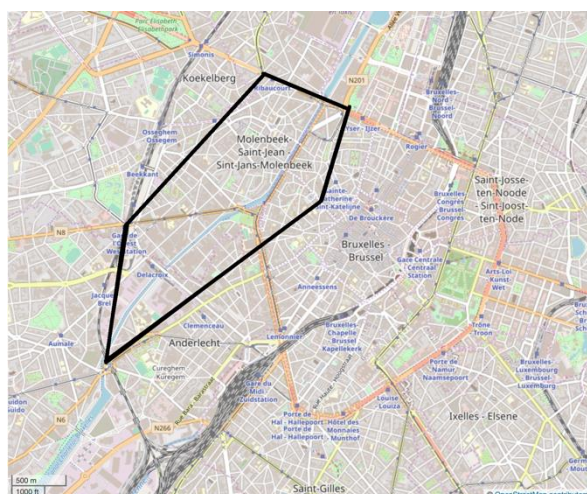 Parc Elisabeth
Elisabethpark
Simonis
Koekelberg
Ribaucourt
N201
Bruxelles-
Nord -
Brussel-
Noord
Yser - IJzer
Rogier
Osseghem
- Ossegem
Molenbeek-
Saint-Jean -
Sint-Jans-Molenbeek
Beekkant
Saint-Josse-
ten-Noode
- Sint-Joost-
ten-Node
Sainte-
Catherine
Sint-Katelijne
Bruxelles-
Congrès
Brussel-
Congres
De Brouckère
N8
Gare de
l'Ouest
Weststation
Bruxelles -
Brussel
Gare Centrale
- Centraal
Station
Arts-Loi
Kunst-
Wet
Delacroix
Jacques
Brel
Anneessens
Clemenceau
Lemonnier
Bruxelles-
Chapelle
Brussel
Kapellekerk
Trône
Troon
Aumale
Anderlecht
Cureghem
Kuregem
Porte de
Namur
Naamsepoort
Bruxelles-
Luxembourg
Brussel-
Luxemburg
Gare du
Midi -
Zuidstation
Louise -
Louiza
N6
N266
Porte de
Hal - Hallepoort
Porte de
Hal - Hallepoort
Hôtel des
Monnaies
Munthof
Ixelles - Elsene
Saint-Gilles
500 m
1000 ft
© OpenStreetMap contributors